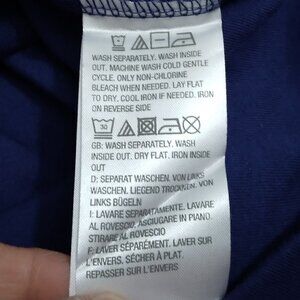 WASH SEPARATELY. WASH INSIDE
OUT. MACHINE WASH COLD GENTLE
CYCLE. ONLY NON-CHLORINE
BLEACH WHEN NEEDED. LAY FLAT
TO DRY, COOL IRON IF NEEDED. IRON
ON REVERSE SIDE
30
GB: WASH SEPARATELY. WASH
INSIDE OUT. DRY FLAT. IRON INSIDE
OUT
D: SEPARAT WASCHEN. VON LINKS
WASCHEN. LIEGEND TROCKNEN. VON
LINKS BÜGELN
I: LAVARE SEPARATAMENTE. LAVARE
AL ROVESCIO. ASCIUGARE IN PIANO.
STIRARE AL ROVESCIO
F: LAVER SÉPARÉMENT. LAVER SUR
L'ENVERS. SÉCHER À PLAT.
REPASSER SUR L'ENVERS